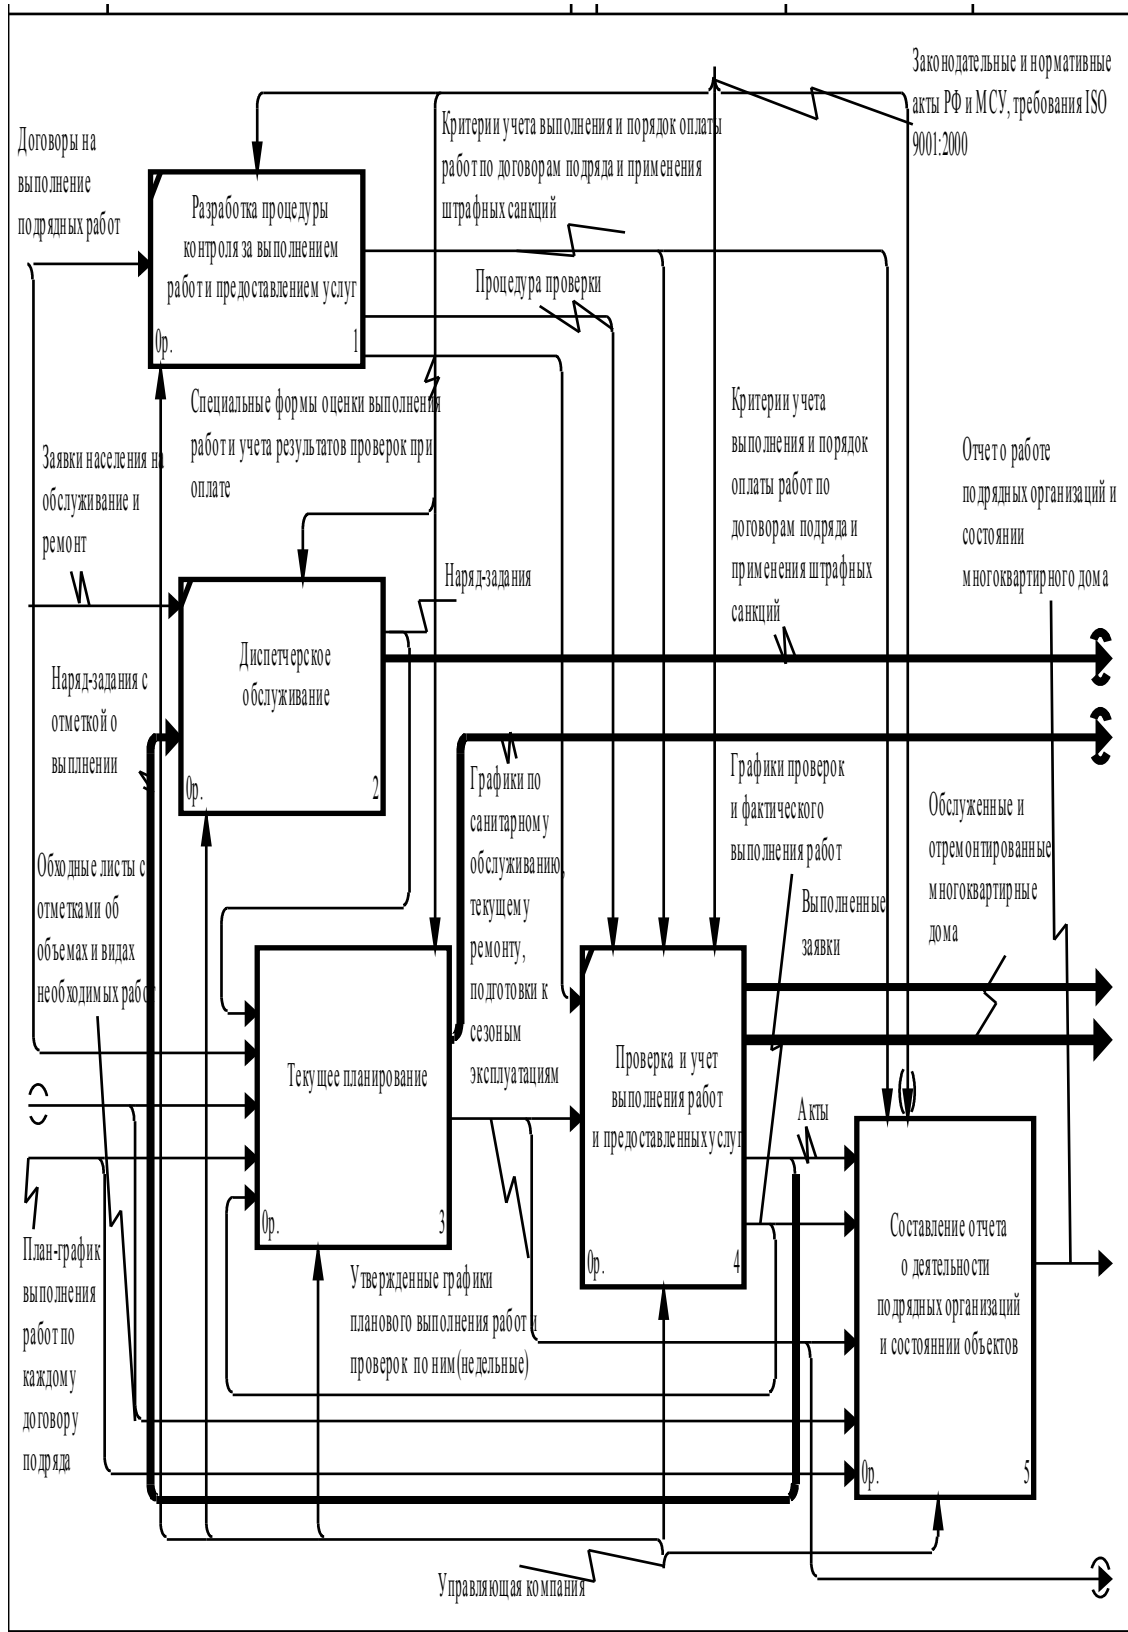 Законодательные и нормативные
акты РФ и МСУ, требования ISO
9001:2000
Критерии учета выполнения и порядок оплаты
работ по договорам подряда и применения
штрафных санкций
Договоры на
выполнение
подрядных работ
Разработка процедуры
контроля за выполнением
работ и предоставлением услуг
0р.
1
Процедура проверки
Специальные формы оценки выполнения
работ и учета результатов проверок при
оплате
Критерии учета
выполнения и порядок
оплаты работ по
договорам подряда и
применения штрафных
санкций
Отчет о работе
подрядных организаций и
состоянии
многоквартирного дома
Заявки населения на
обслуживание и
ремонт
Наряд-задания
Диспетчерское
обслуживание
0р.
2
Наряд-задания с
отметкой о
выплнении
Графики по
санитарному
обслуживанию,
текущему
ремонту,
подготовки к
сезоным
эксплуатациям
Графики проверок
и фактического
выполнения работ
Обслуженные и
отремонтированные
многоквартирные
дома
Выполненные
заявки
Обходные листы с
отметками об
объемах и видах
необходимых работ
Текущее планирование
0р.
3
Проверка и учет
выполнения работ
и предоставленных услуг
0р.
4
Акты
Составление отчета
о деятельности
подрядных организаций
и состоянии объектов
0р.
5
План-график
выполнения
работ по
каждому
договору
подряда
Утвержденные графики
планового выполнения работ и
проверок по ним(недельные)
Управляющая компания